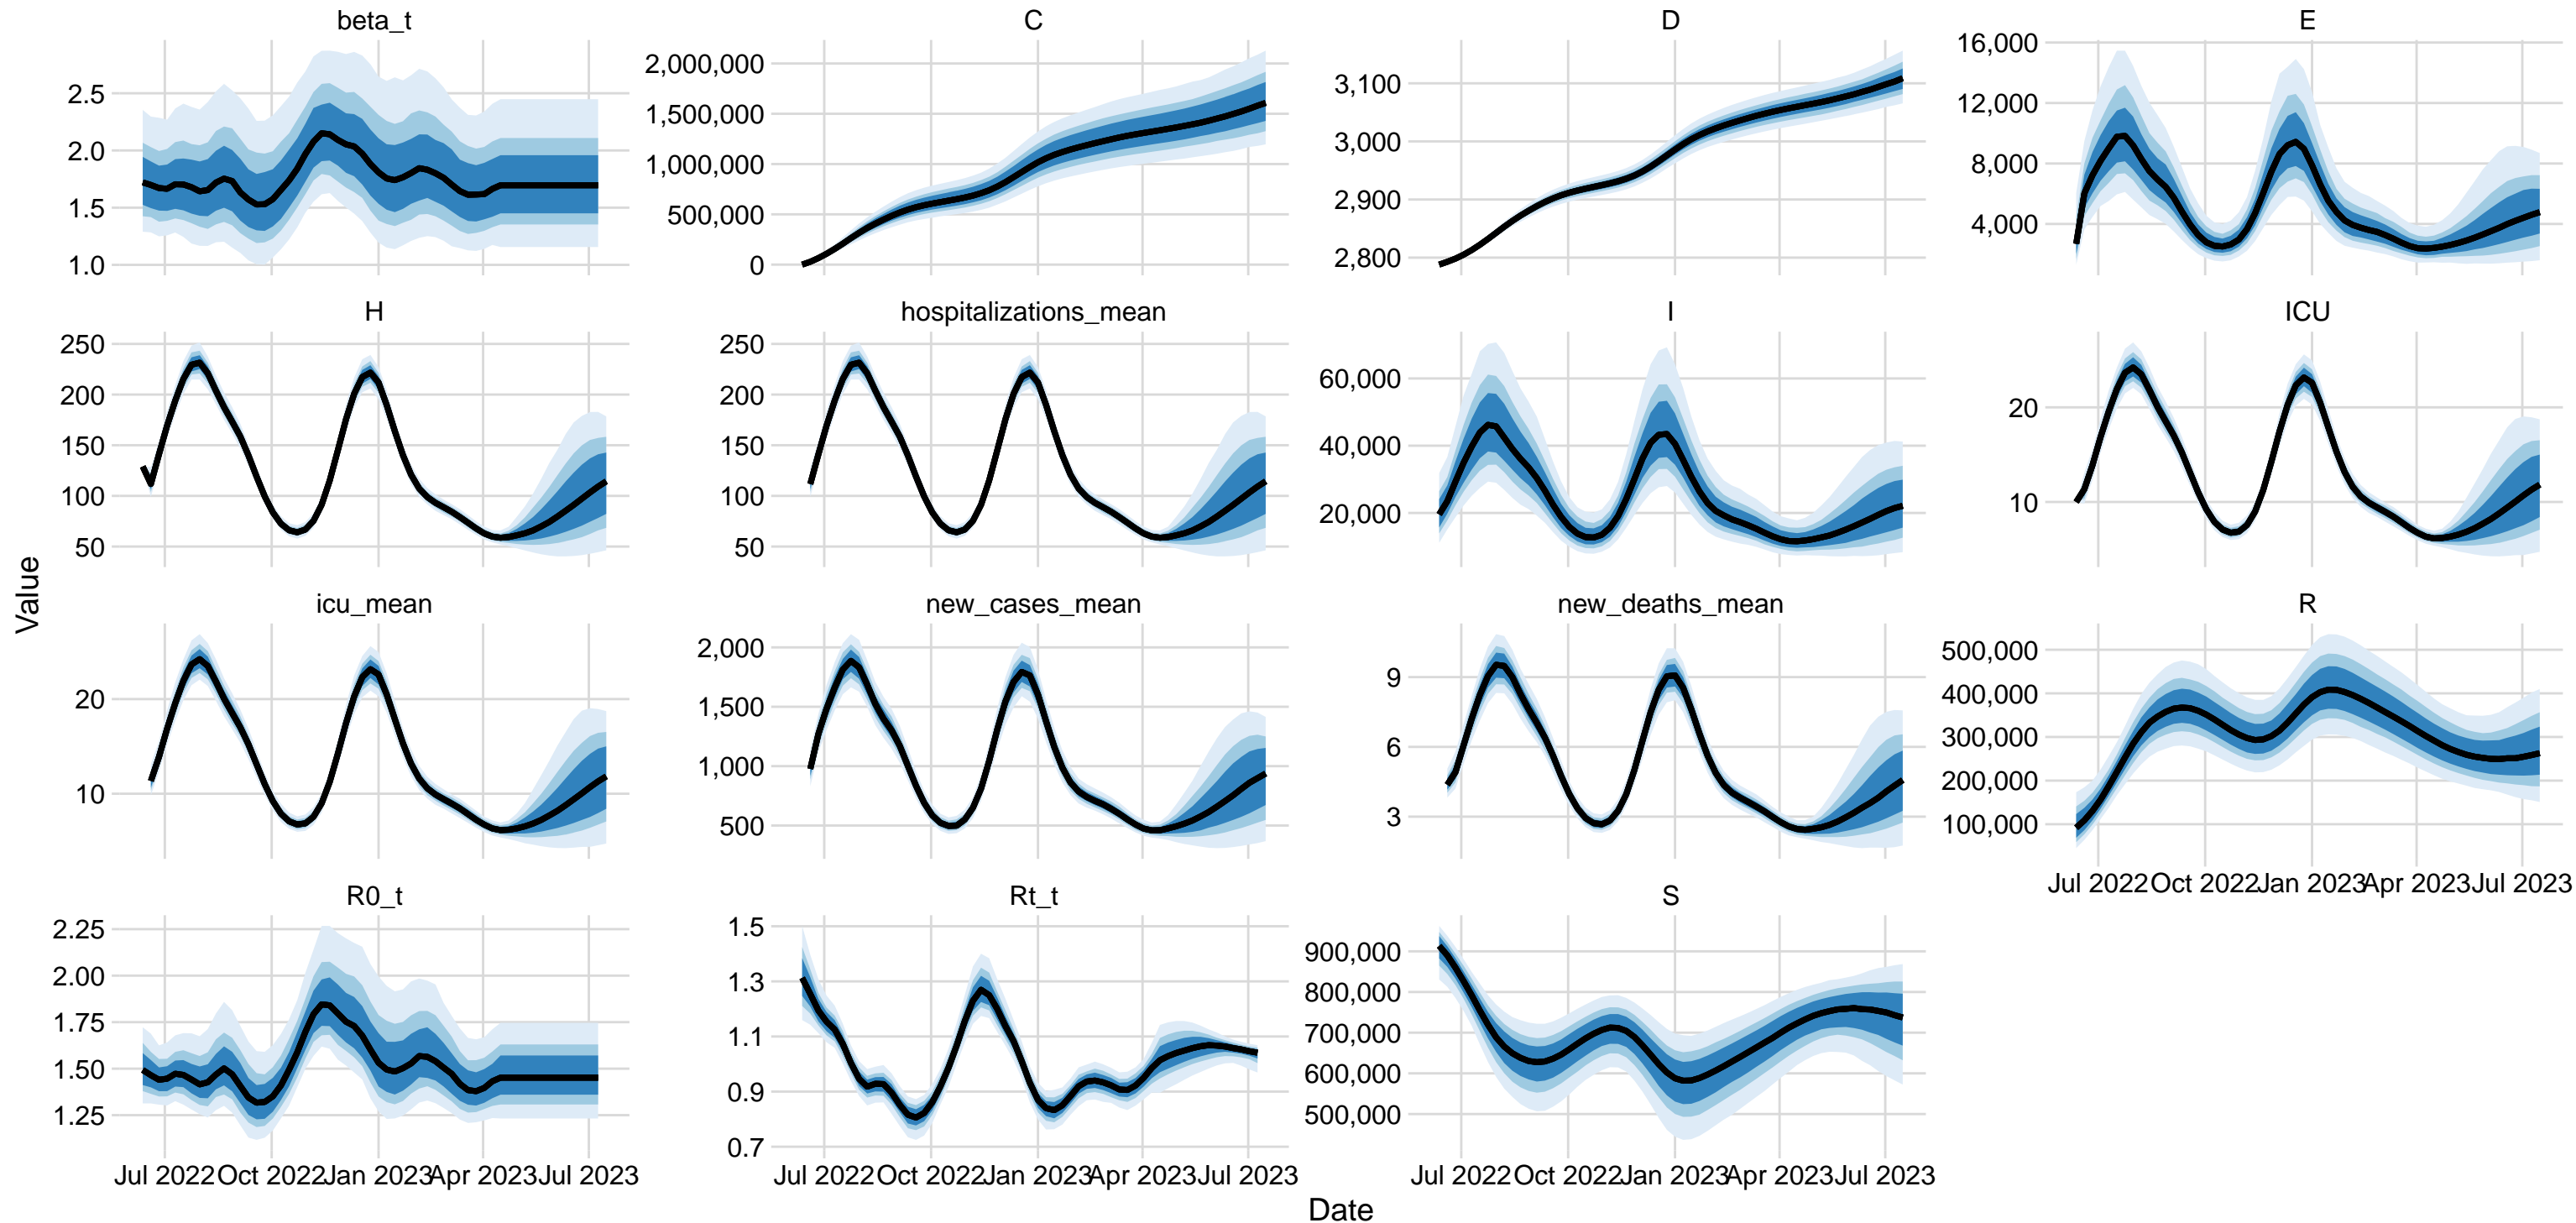 beta_t
C
D
E
2.5
2.0
1.5
1.0
2,000,000
1,500,000
1,000,000
500,000
0
3,100
3,000
2,900
2,800
16,000
12,000
8,000
4,000
H
hospitalizations_mean
I
ICU
250
200
150
100
50
250
200
150
100
50
60,000
40,000
20,000
20
10
Value
icu_mean
new_cases_mean
new_deaths_mean
R
20
10
2,000
1,500
1,000
500
9
6
3
500,000
400,000
300,000
200,000
100,000
Jul 2022 Oct 2022 Jan 2023 Apr 2023 Jul 2023
R0_t
Rt_t
S
2.25
2.00
1.75
1.50
1.25
1.5
1.3
1.1
0.9
0.7
900,000
800,000
700,000
600,000
500,000
Jul 2022 Oct 2022 Jan 2023 Apr 2023 Jul 2023
Jul 2022 Oct 2022 Jan 2023 Apr 2023 Jul 2023
Jul 2022 Oct 2022 Jan 2023 Apr 2023 Jul 2023
Date